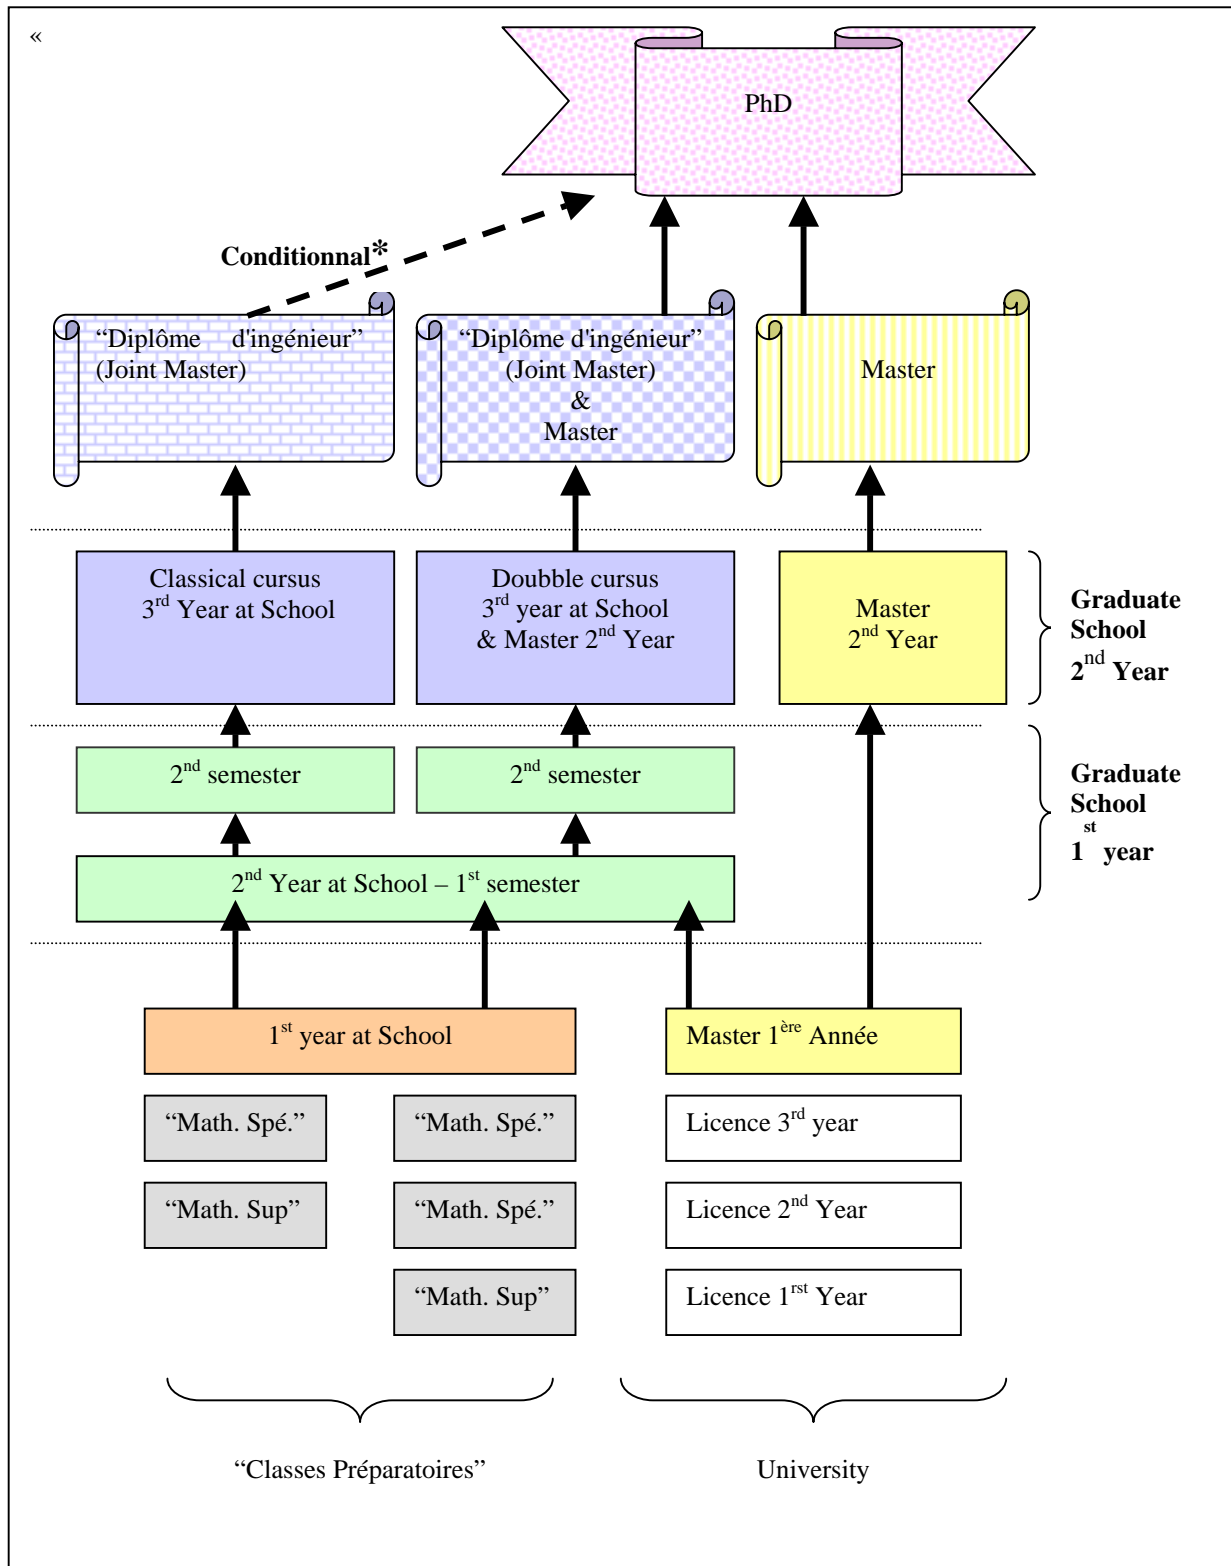 «
PhD
Conditionnal*
“Diplôme d'ingénieur”
(Joint Master)
“Diplôme d'ingénieur”
(Joint Master)
&
Master
Master
Classical cursus
3rd Year at School
Doubble cursus
3rd year at School
& Master 2nd Year
Master
2nd Year
Graduate
School
2nd Year
2nd semester
2nd semester
Graduate
School
1st year
2nd Year at School – 1st semester
1st year at School
Master 1ère Année
“Math. Spé.”
“Math. Spé.”
Licence 3rd year
“Math. Sup”
“Math. Spé.”
Licence 2nd Year
“Math. Sup”
Licence 1rst Year
“Classes Préparatoires”
University